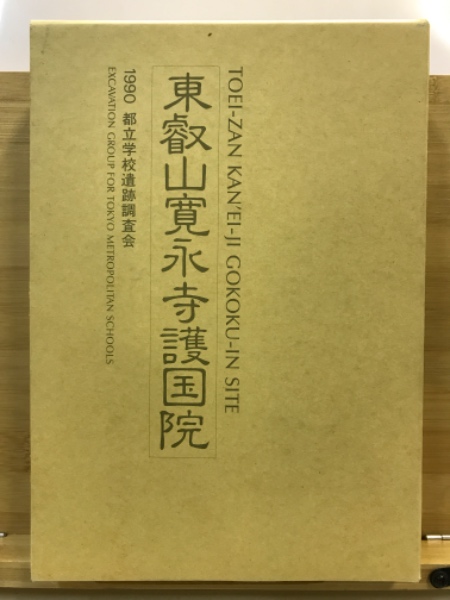 TOEI-ZAN KAN'EI-JI GOKOKU-IN SITE
東叡山寛永寺護国院
1990 都立学校遺跡調査会
EXCAVATION GROUP FOR TOKYO METROPOLITAN SCHOOLS